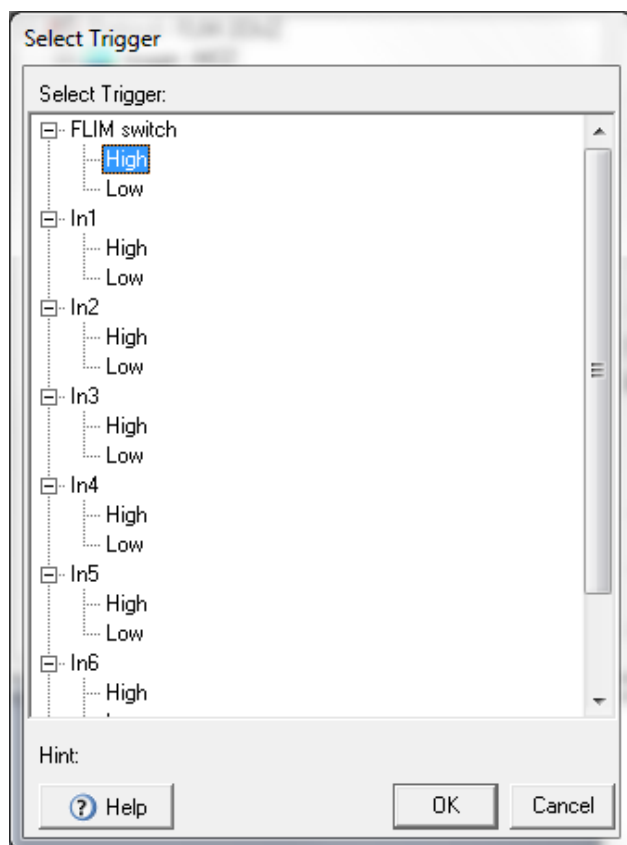 Select Trigger
Select Trigger:
FLIM switch
High
Low
In1
High
Low
In2
High
Low
In3
High
Low
In4
High
Low
In5
High
Low
In6
High
Hint:
Help
OK
Cancel